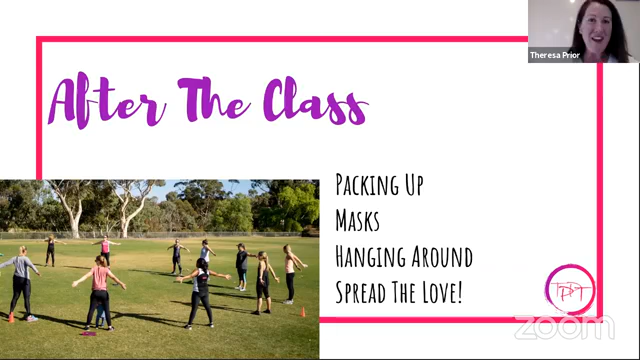 Theresa Prior
After The Class
Packing Up
Masks
Hanging Around
Spread The Love!
TPPT
zoom